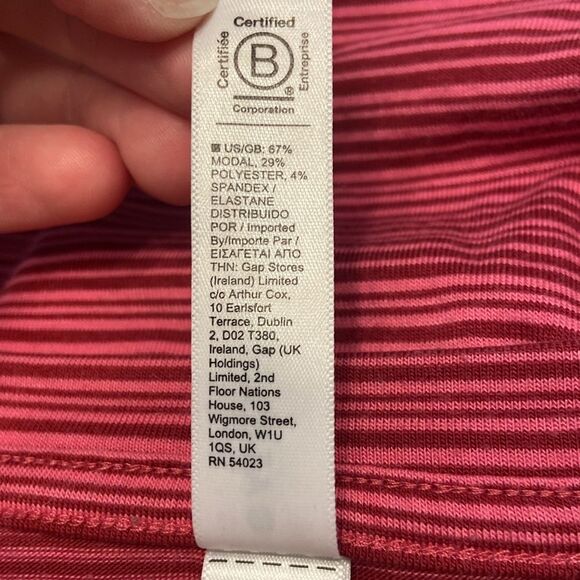 Certified
Certifiée
B
Entreprise
®
Corporation
US/GB: 67%
MODAL, 29%
POLYESTER, 4%
SPANDEX /
ELASTANE
DISTRIBUIDO
POR / Imported
By/Importe Par /
ΕΙΣΑΓΕΤΑΙ ΑΠΟ
ΤΗΝ: Gap Stores
(Ireland) Limited
c/o Arthur Cox,
10 Earlsfort
Terrace, Dublin
2, D02 T380,
Ireland, Gap (UK
Holdings)
Limited, 2nd
Floor Nations
House, 103
Wigmore Street,
London, W1U
1QS, UK
RN 54023